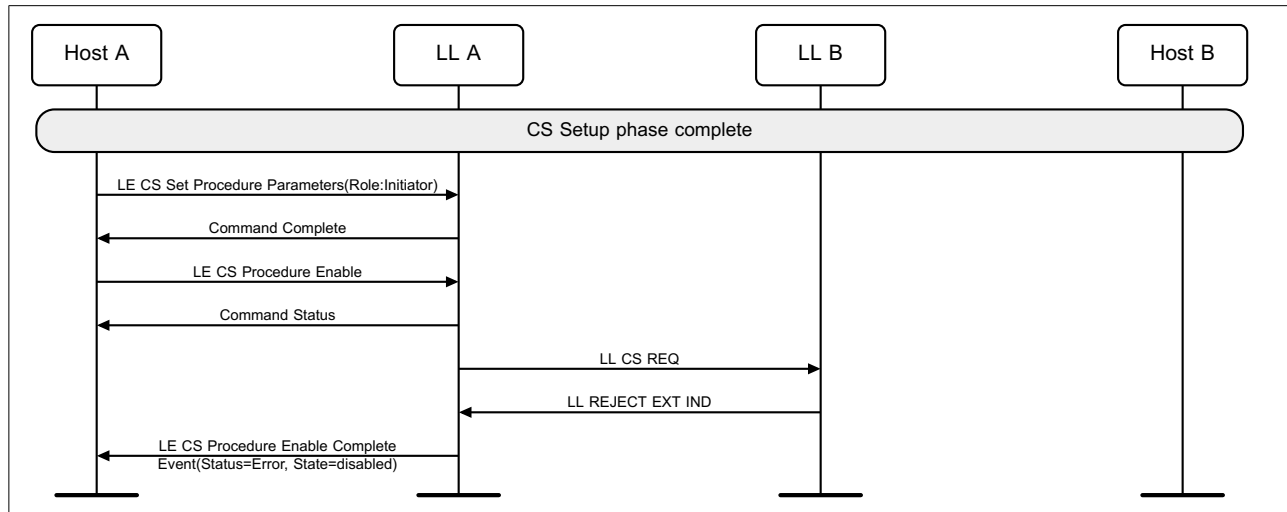 Host A
LL A
LL B
Host B
CS Setup phase complete
LE CS Set Procedure Parameters(Role:Initiator)
Command Complete
LE CS Procedure Enable
Command Status
LL CS REQ
LL REJECT EXT IND
LE CS Procedure Enable Complete
Event(Status=Error, State=disabled)